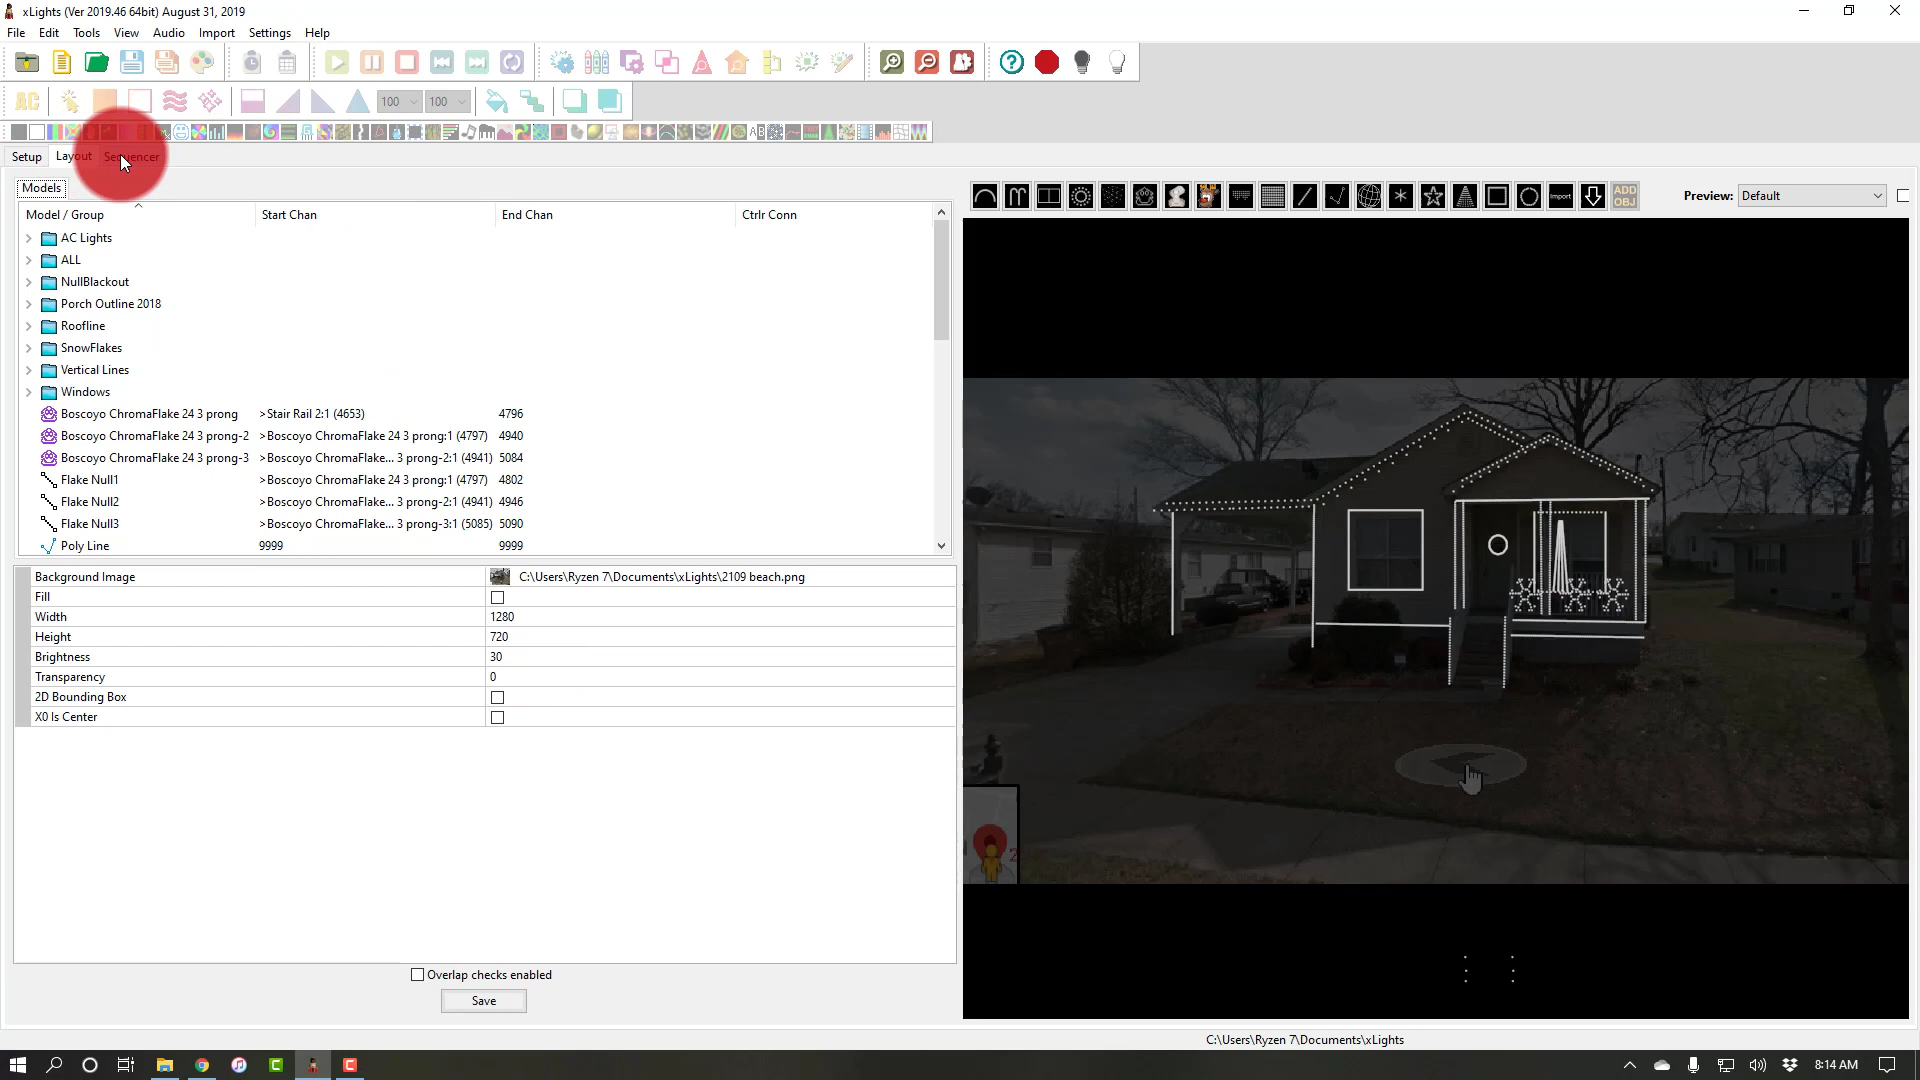 xLights (Ver 2019.46 64bit) August 31, 2019
File Edit Tools View Audio Import Settings Help
AC 100 100
AB
Setup Layout Sequencer
Models
Import ADD OBJ Preview: Default
Model / Group Start Chan End Chan Ctrlr Conn
AC Lights
ALL
NullBlackout
Porch Outline 2018
Roofline
SnowFlakes
Vertical Lines
Windows
Boscoyo ChromaFlake 24 3 prong >Stair Rail 2:1 (4653) 4796
Boscoyo ChromaFlake 24 3 prong-2 >Boscoyo ChromaFlake 24 3 prong:1 (4797) 4940
Boscoyo ChromaFlake 24 3 prong-3 >Boscoyo ChromaFlake... 3 prong-2:1 (4941) 5084
Flake Null1 >Boscoyo ChromaFlake 24 3 prong:1 (4797) 4802
Flake Null2 >Boscoyo ChromaFlake... 3 prong-2:1 (4941) 4946
Flake Null3 >Boscoyo ChromaFlake... 3 prong-3:1 (5085) 5090
Poly Line 9999 9999
Background Image C:\Users\Ryzen 7\Documents\xLights\2109 beach.png
Fill
Width 1280
Height 720
Brightness 30
Transparency 0
2D Bounding Box
X0 Is Center
2
Overlap checks enabled
Save
C:\Users\Ryzen 7\Documents\xLights
8:14 AM